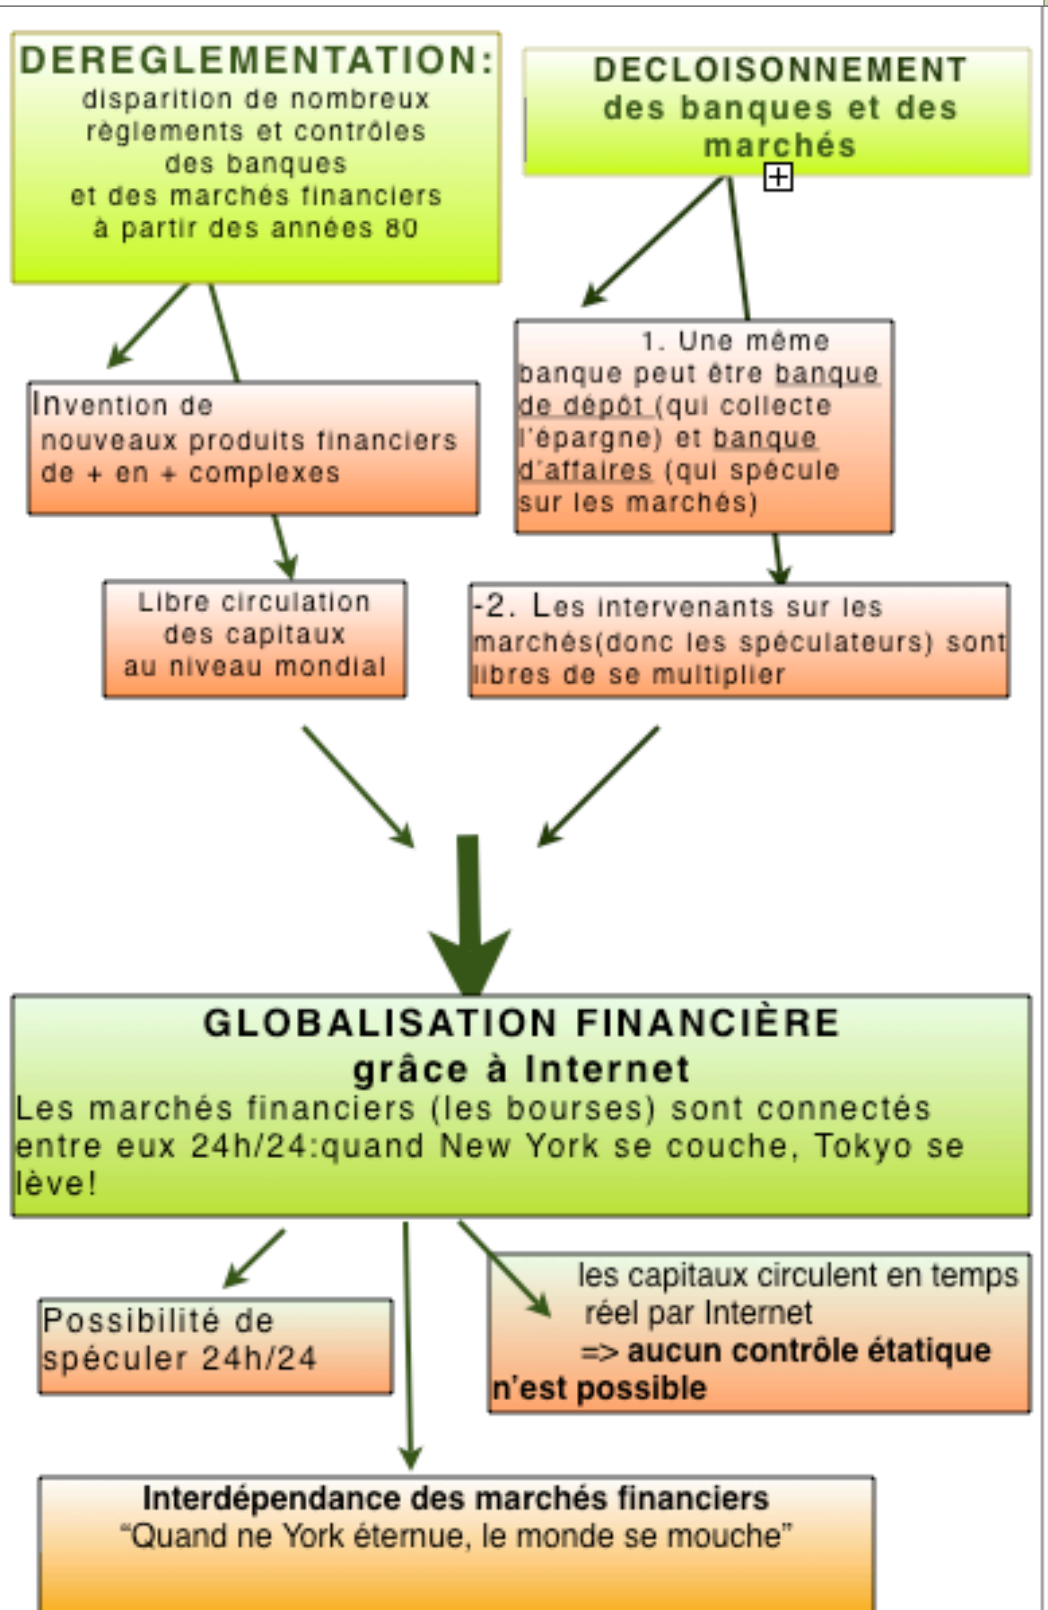 DEREGLEMENTATION:
disparition de nombreux
règlements et contrôles
des banques
et des marchés financiers
à partir des années 80
DECLOISONNEMENT
des banques et des
marchés
Invention de
nouveaux produits financiers
de + en + complexes
1. Une même
banque peut être banque
de dépôt (qui collecte
l'épargne) et banque
d'affaires (qui spécule
sur les marchés)
Libre circulation
des capitaux
au niveau mondial
-2. Les intervenants sur les
marchés(donc les spéculateurs) sont
libres de se multiplier
GLOBALISATION FINANCIÈRE
grâce à Internet
Les marchés financiers (les bourses) sont connectés
entre eux 24h/24:quand New York se couche, Tokyo se
lève!
Possibilité de
spéculer 24h/24
les capitaux circulent en temps
réel par Internet
=> aucun contrôle étatique
n'est possible
Interdépendance des marchés financiers
“Quand ne York éternue, le monde se mouche”